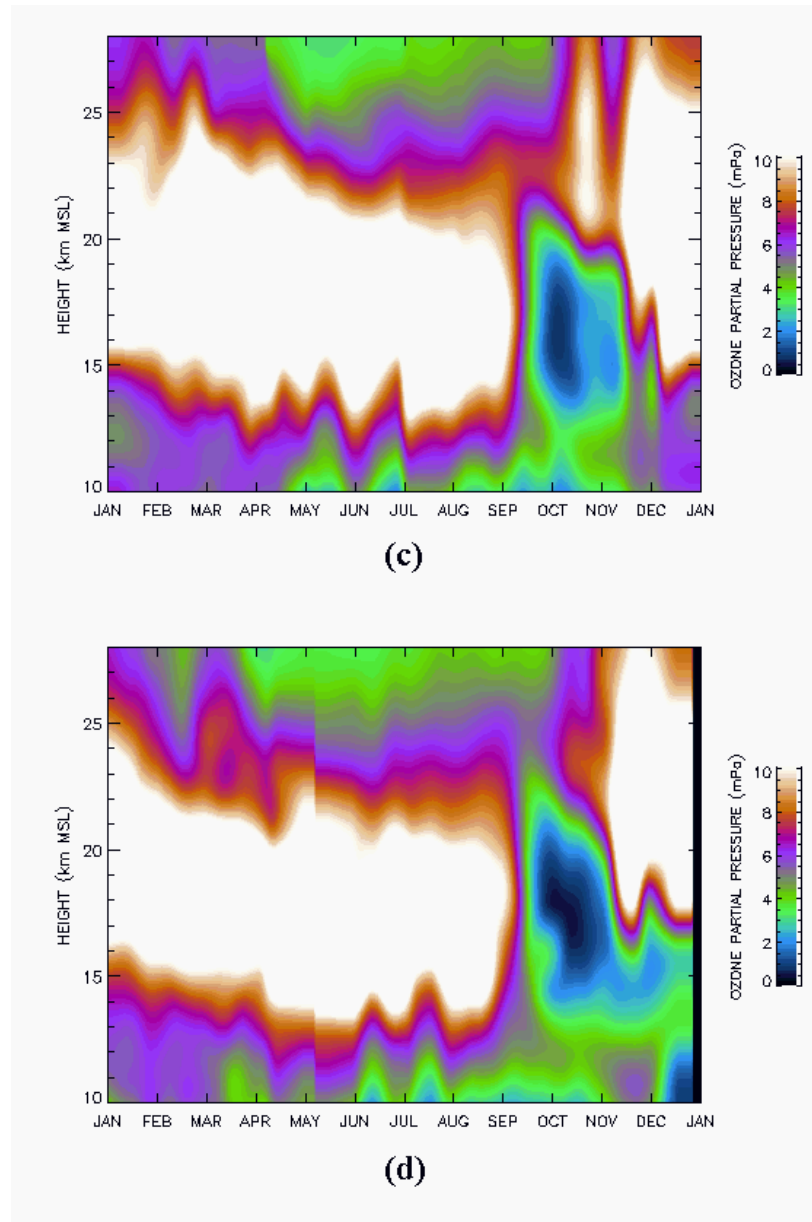 25
20
15
10
HEIGHT (km MSL)
JAN FEB MAR APR MAY JUN JUL AUG SEP OCT NOV DEC JAN
10
8
6
4
2
0
OZONE PARTIAL PRESSURE (mPa)
(c)
25
20
15
10
HEIGHT (km MSL)
JAN FEB MAR APR MAY JUN JUL AUG SEP OCT NOV DEC JAN
10
8
6
4
2
0
OZONE PARTIAL PRESSURE (mPa)
(d)